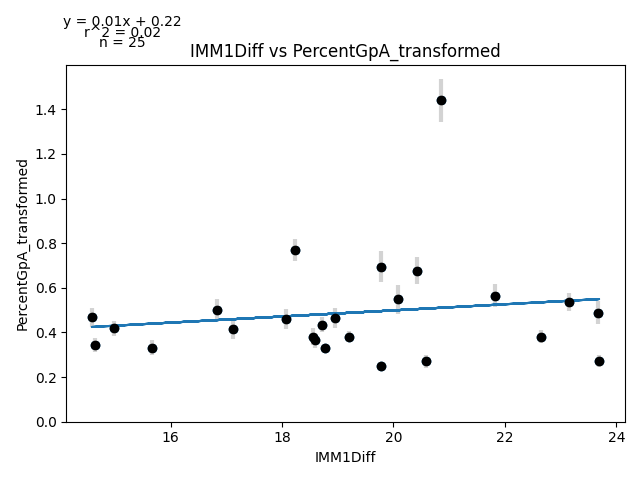 y = 0.01x + 0.22
r^2 = 0.02
n = 25
IMM1Diff vs PercentGpA_transformed
PercentGpA_transformed
1.4
1.2
1.0
0.8
0.6
0.4
0.2
0.0
16
18
20
22
24
IMM1Diff